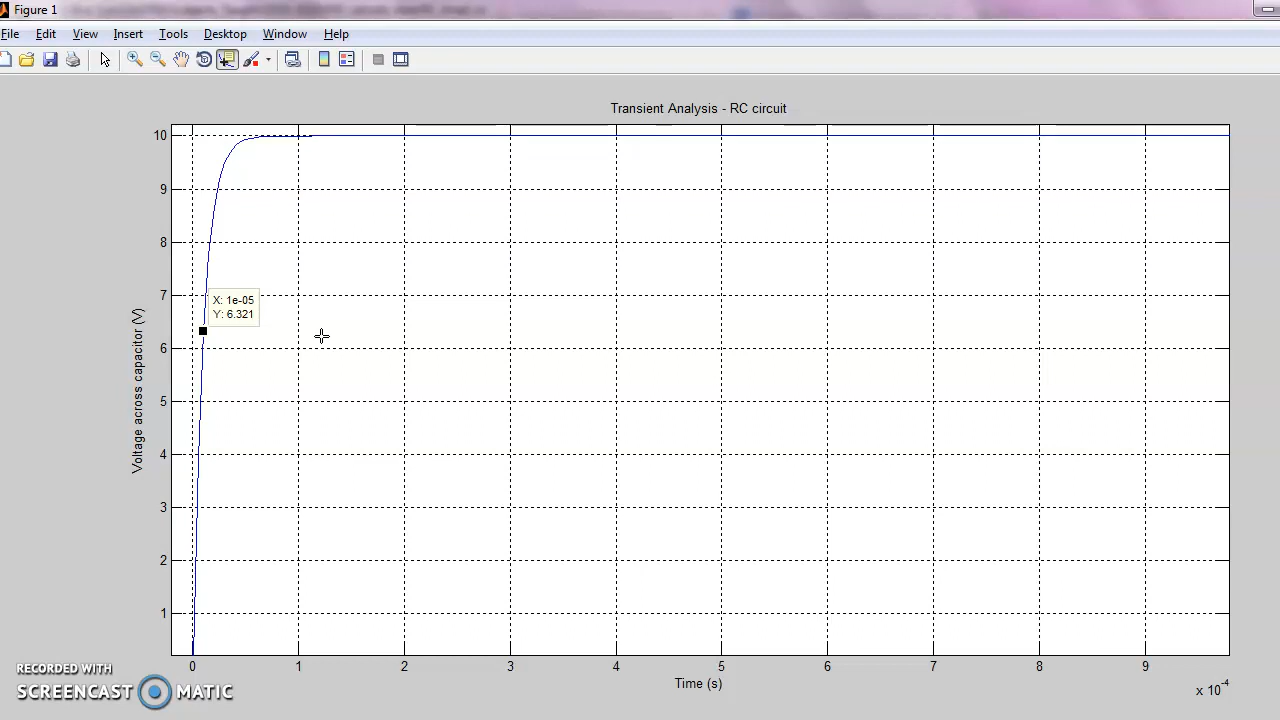 Figure 1
File Edit View Insert Tools Desktop Window Help
Transient Analysis - RC circuit
10
9
8
7
6
5
4
3
2
1
Voltage across capacitor (V)
X: 1e-05
Y: 6.321
0 1 2 3 4 5 6 7 8 9
Time (s)
x 10-4
RECORDED WITH
SCREENCAST MATIC